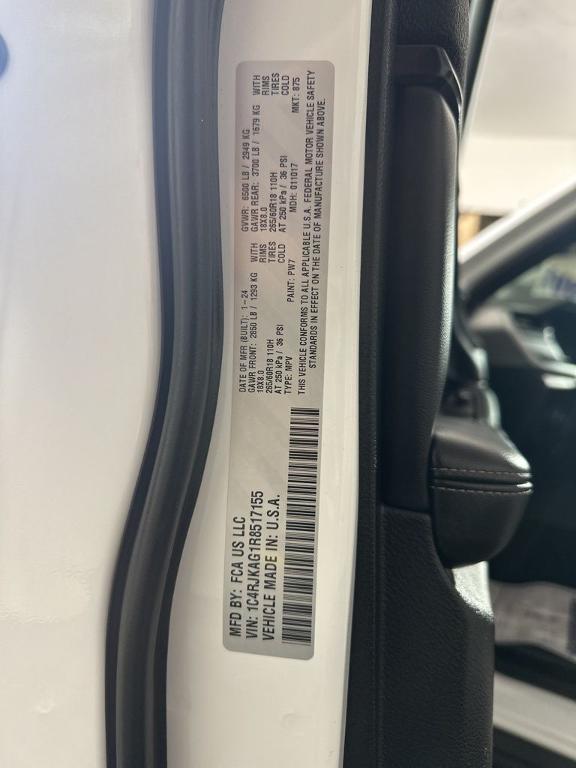 MFD BY: FCA US LLC
VIN: 1C4RJKAG1R8517155
VEHICLE MADE IN: U.S.A.
DATE OF MFR (BUILT): 1-24
GAWR FRONT: 2850 LB / 1293 KG WITH
18X8.0 RIMS
265/60R18 110H TIRES
AT 250 kPa / 36 PSI COLD
TYPE: MPV
GVWR: 6500 LB / 2949 KG
GAWR REAR: 3700 LB / 1679 KG WITH
18X8.0 RIMS
265/60R18 110H TIRES
AT 250 kPa / 36 PSI COLD
PAINT: PW7 MDH: 011017 MKT: 875
THIS VEHICLE CONFORMS TO ALL APPLICABLE U.S.A. FEDERAL MOTOR VEHICLE SAFETY
STANDARDS IN EFFECT ON THE DATE OF MANUFACTURE SHOWN ABOVE.